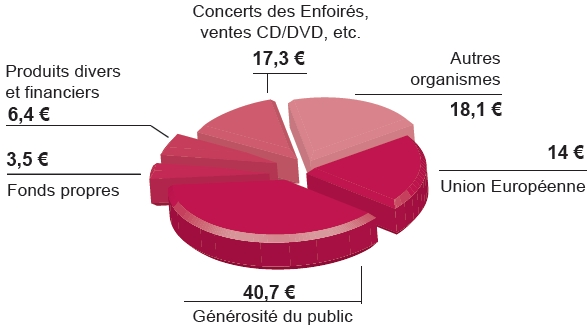 Concerts des Enfoirés,
ventes CD/DVD, etc.
17,3 €
Autres
organismes
18,1 €
Produits divers
et financiers
6,4 €
3,5 €
Fonds propres
14 €
Union Européenne
40,7 €
Générosité du public